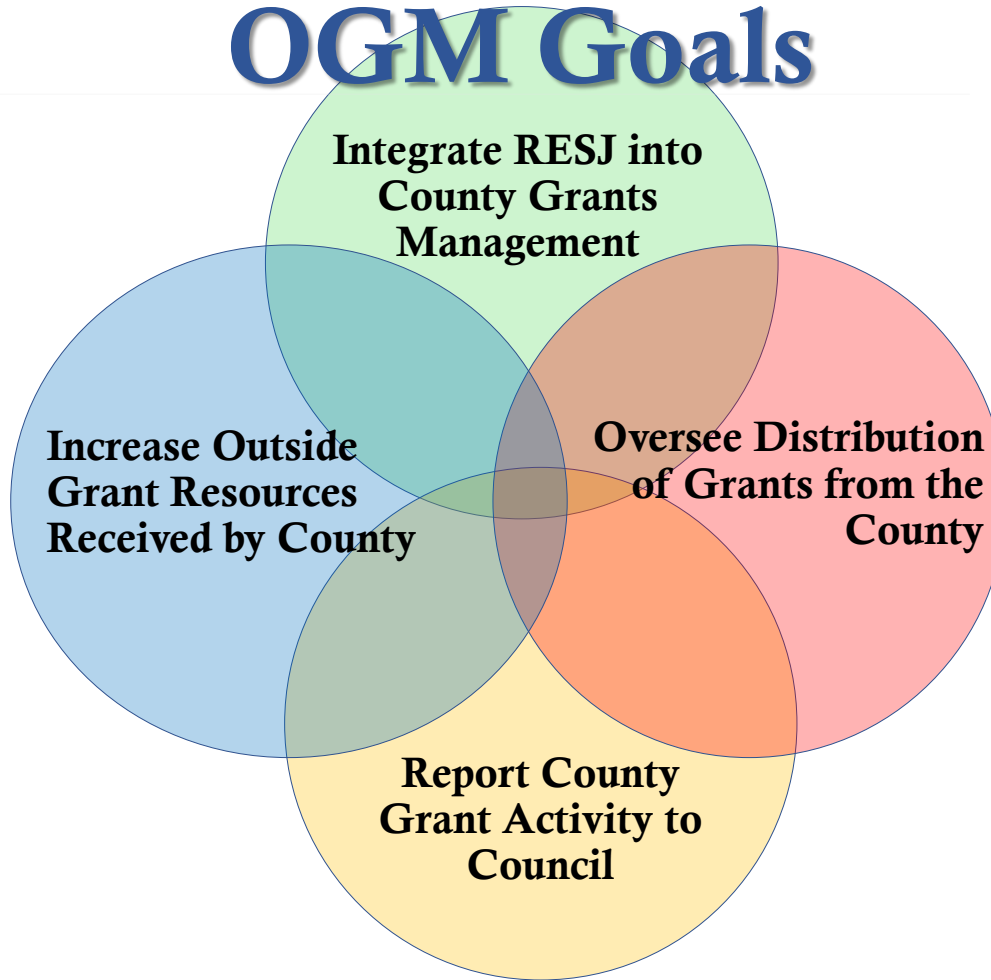 OGM Goals
Integrate RESJ into
County Grants
Management
Increase Outside
Grant Resources
Received by County
Oversee Distribution
of Grants from the
County
Report County
Grant Activity to
Council